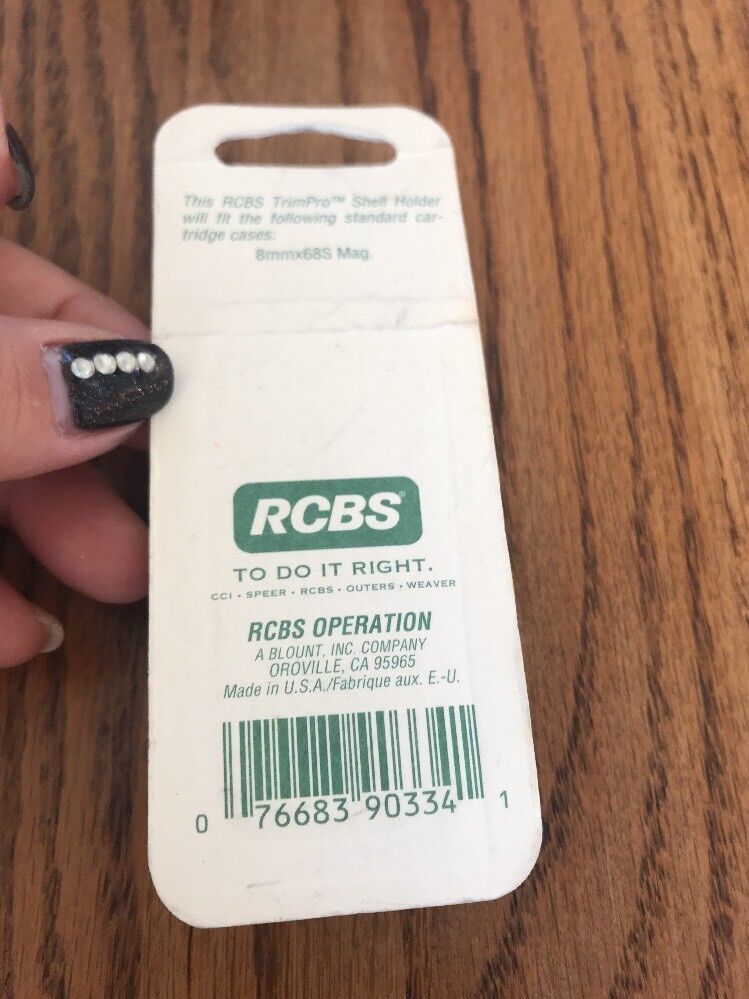 This RCBS TrimPro™ Shell Holder
will fit the following standard car-
tridge cases:
8mmx68S Mag.
RCBS®
TO DO IT RIGHT.
CCI • SPEER • RCBS • OUTERS • WEAVER
RCBS OPERATION
A BLOUNT, INC. COMPANY
OROVILLE, CA 95965
Made in U.S.A./Fabrique aux. E.-U.
0 76683 90334 1